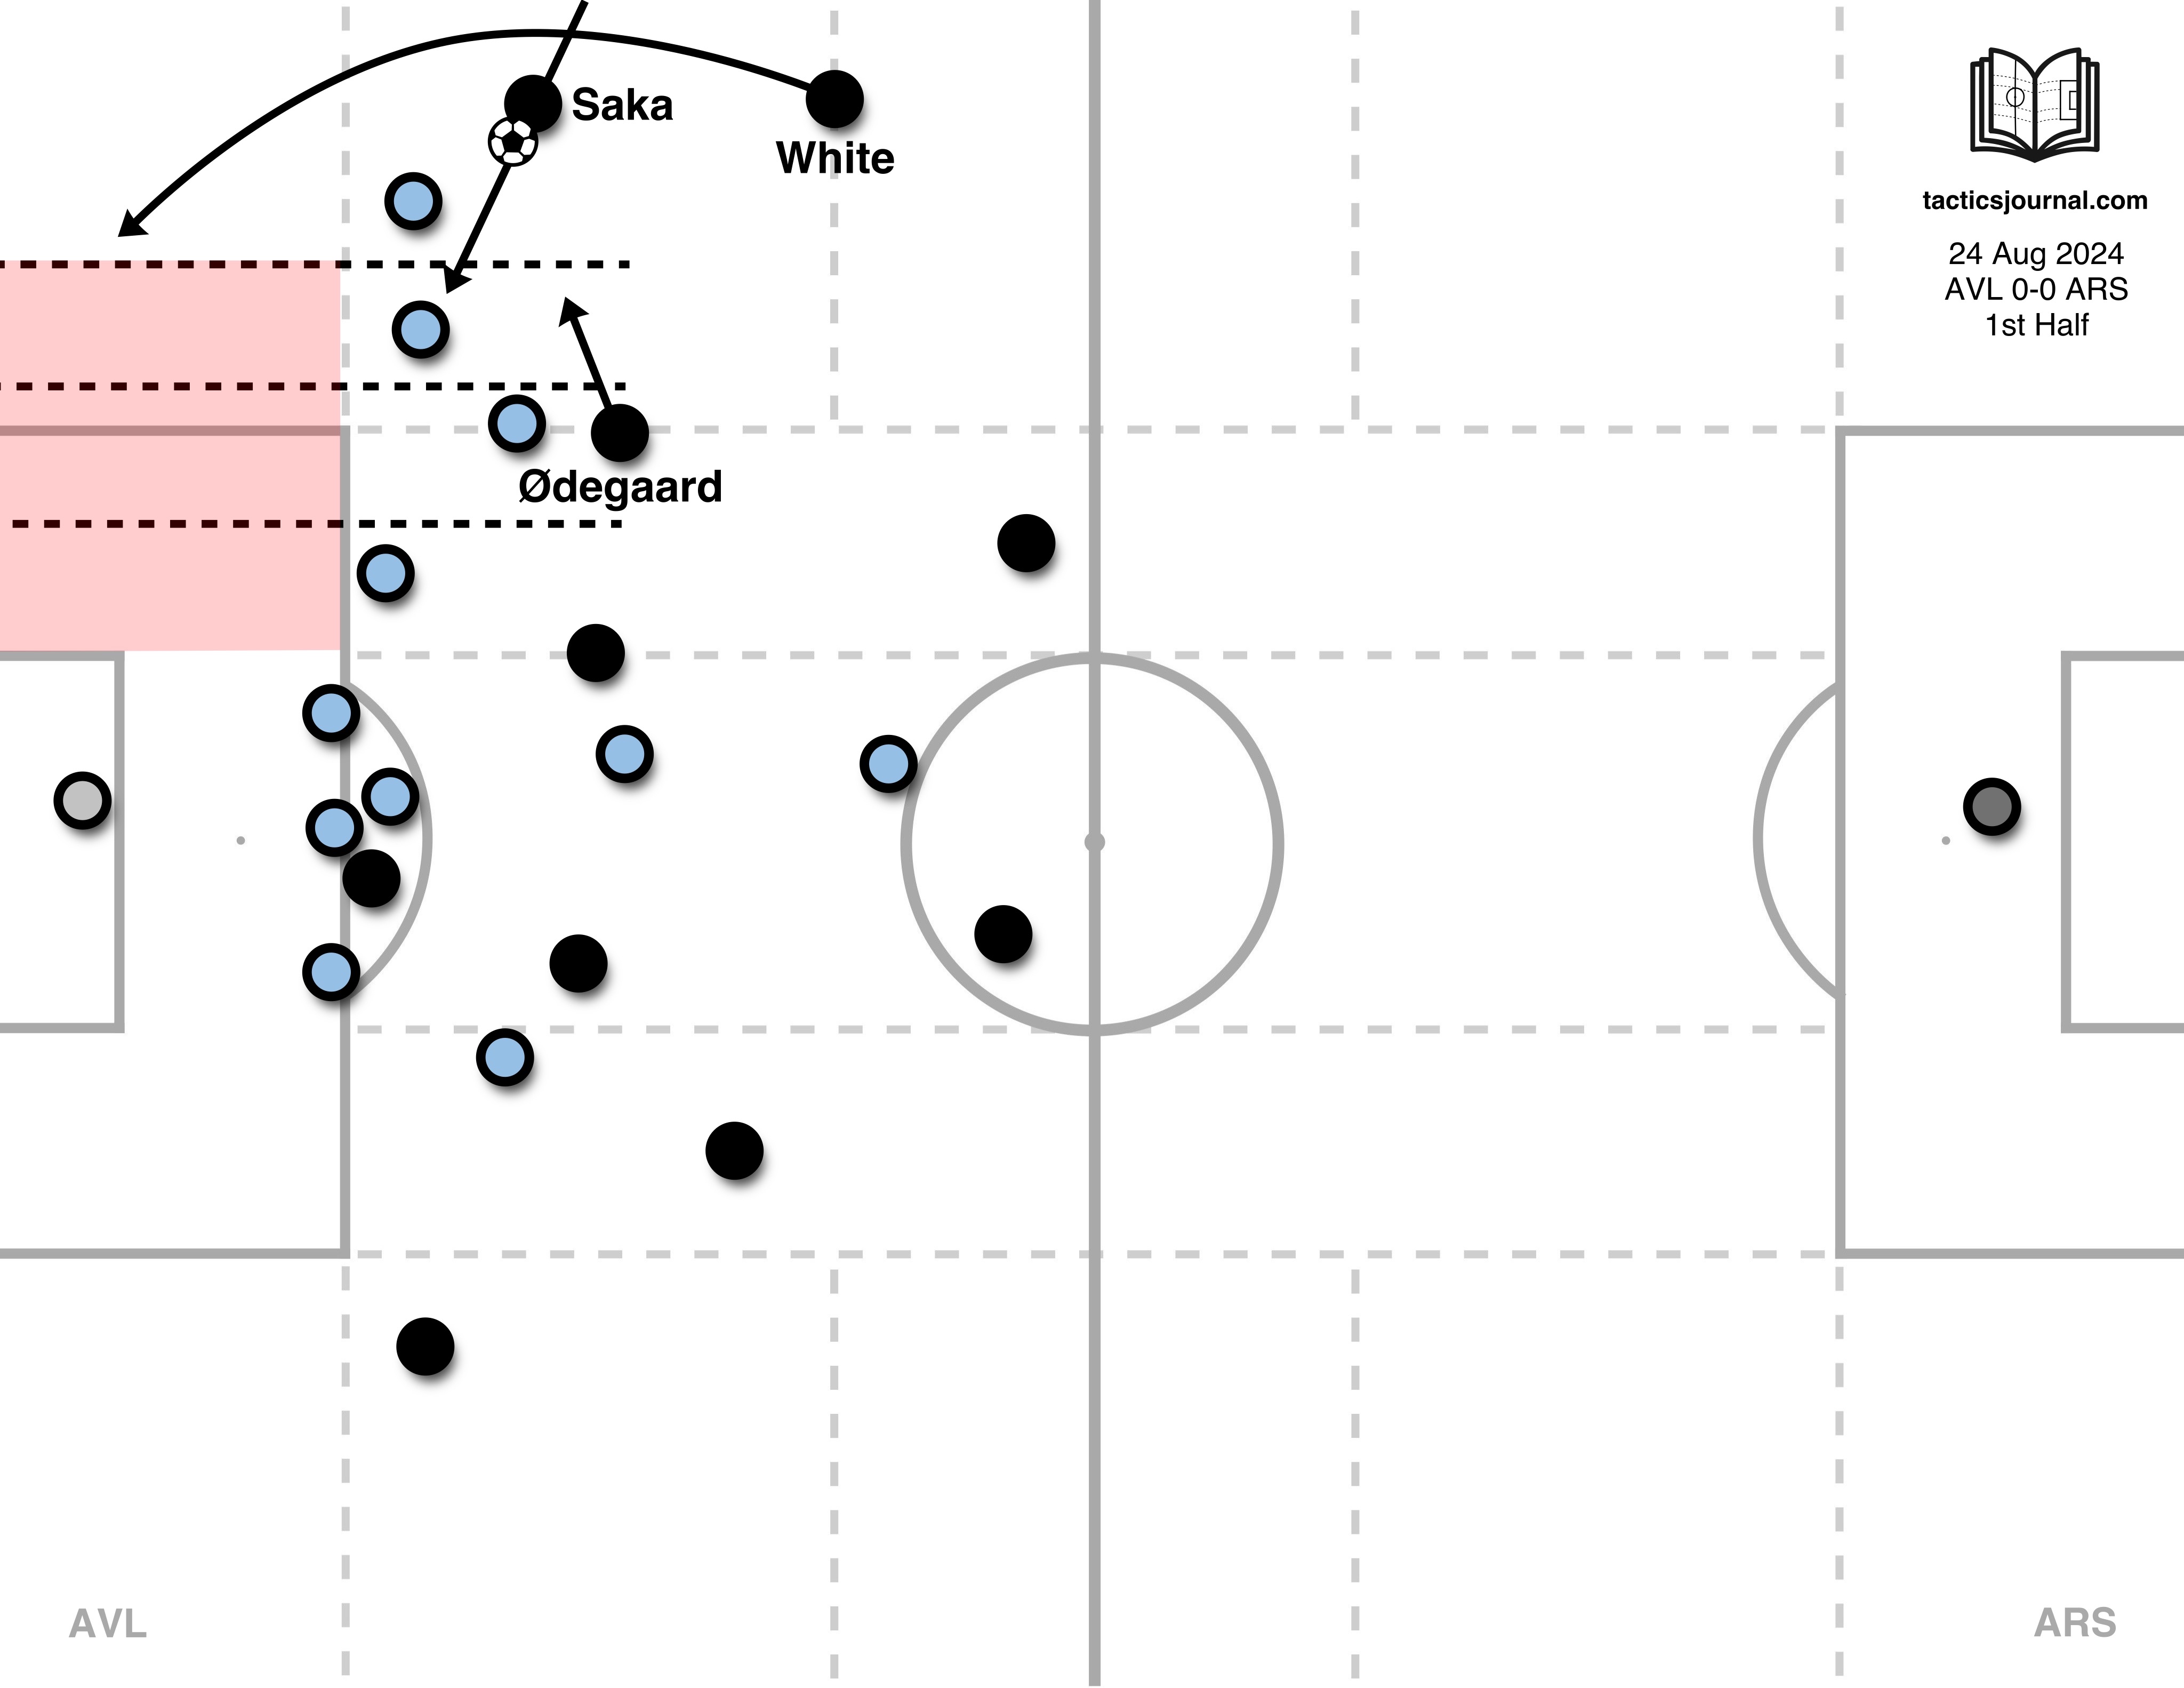 Saka
White
Ødegaard
tacticsjournal.com
24 Aug 2024
AVL 0-0 ARS
1st Half
AVL
ARS